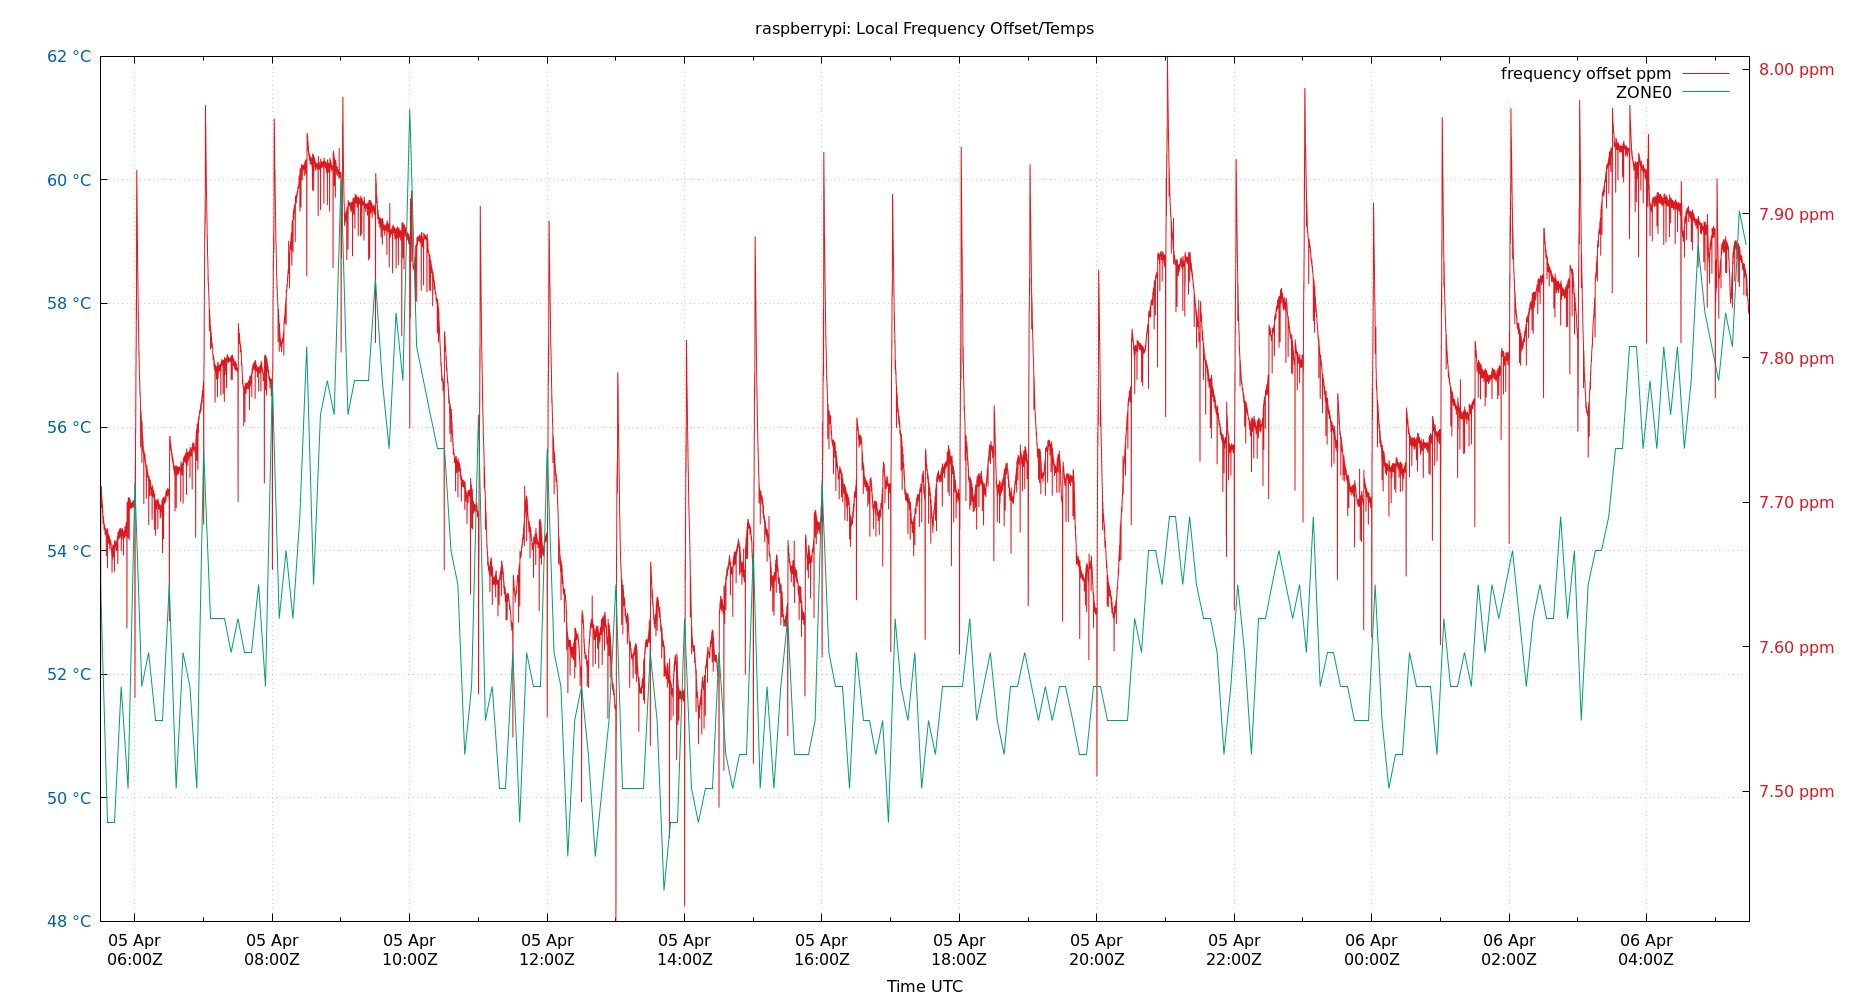 raspberrypi: Local Frequency Offset/Temps
62 °C
60 °C
58 °C
56 °C
54 °C
52 °C
50 °C
48 °C
8.00 ppm
7.90 ppm
7.80 ppm
7.70 ppm
7.60 ppm
7.50 ppm
frequency offset ppm
ZONE0
05 Apr
06:00Z
05 Apr
08:00Z
05 Apr
10:00Z
05 Apr
12:00Z
05 Apr
14:00Z
05 Apr
16:00Z
05 Apr
18:00Z
05 Apr
20:00Z
05 Apr
22:00Z
06 Apr
00:00Z
06 Apr
02:00Z
06 Apr
04:00Z
Time UTC